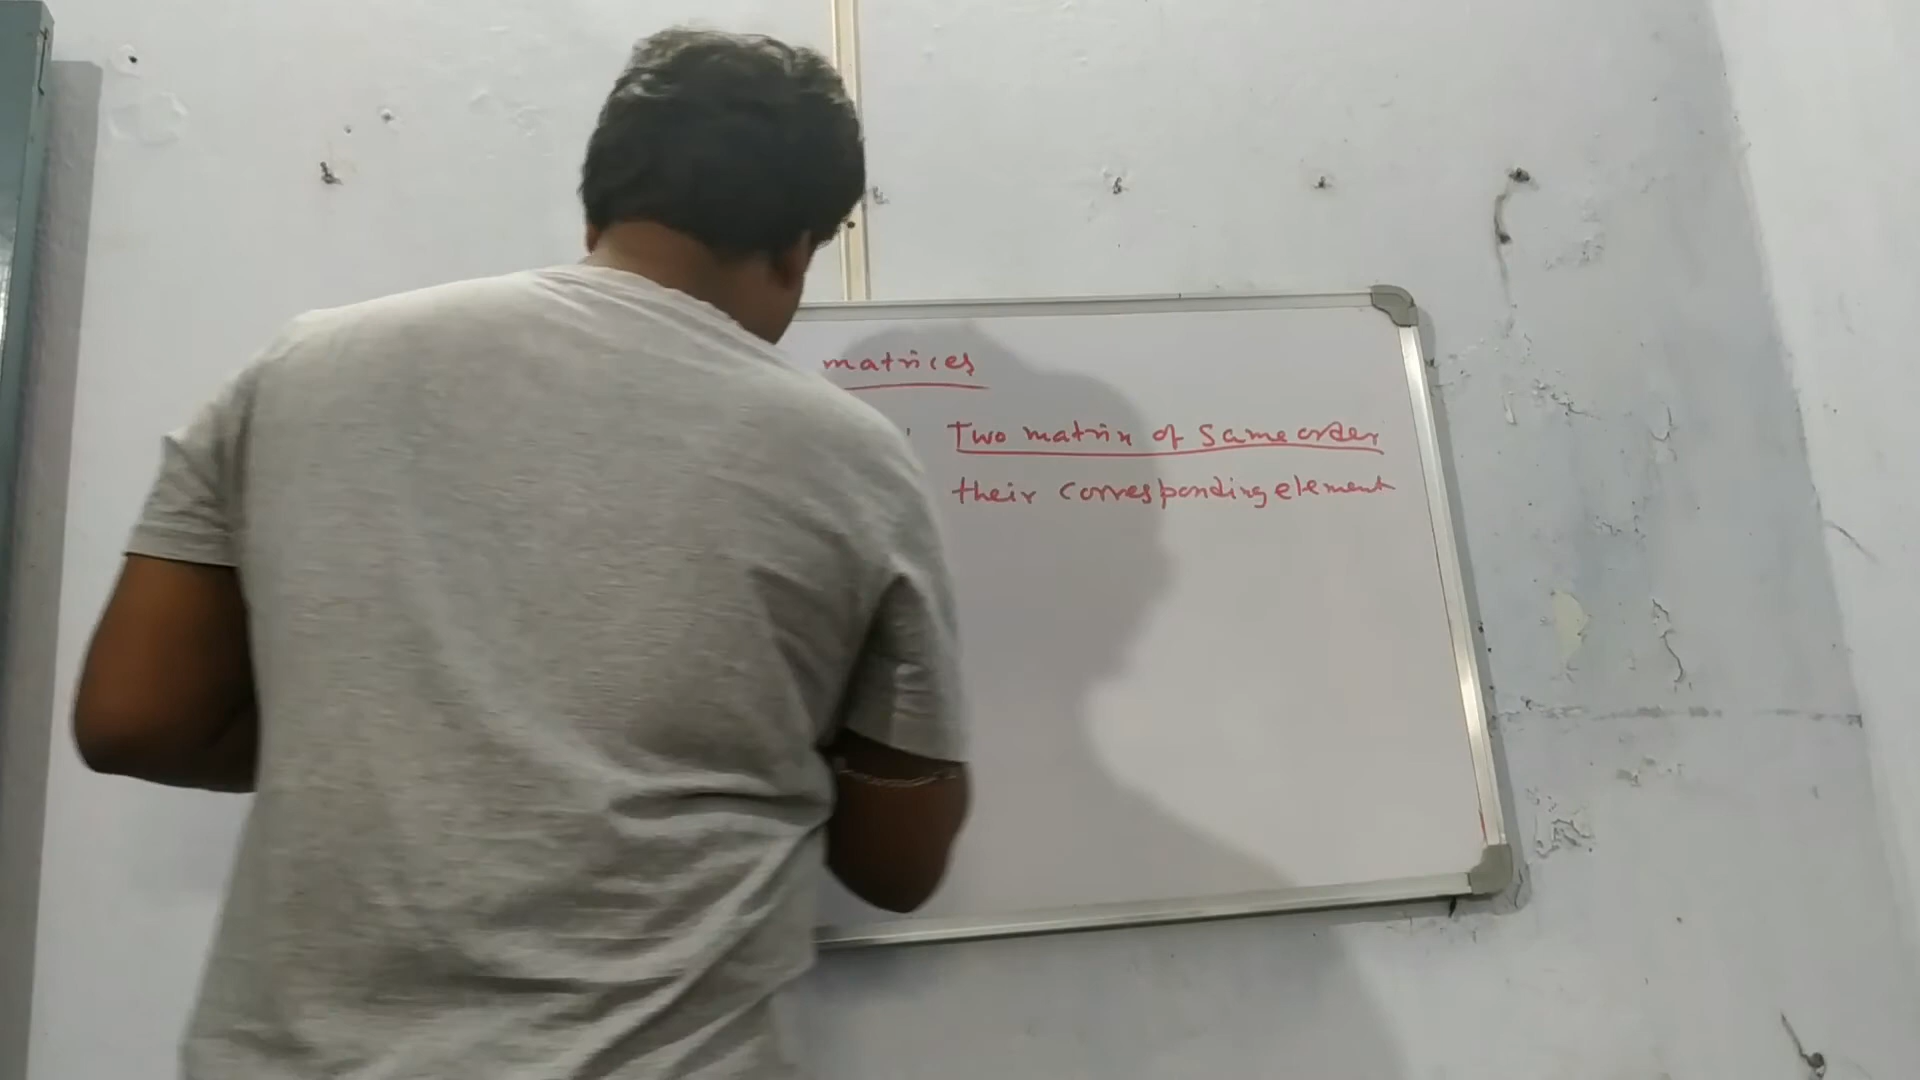 matrices
Two matrix of same order
their corresponding element